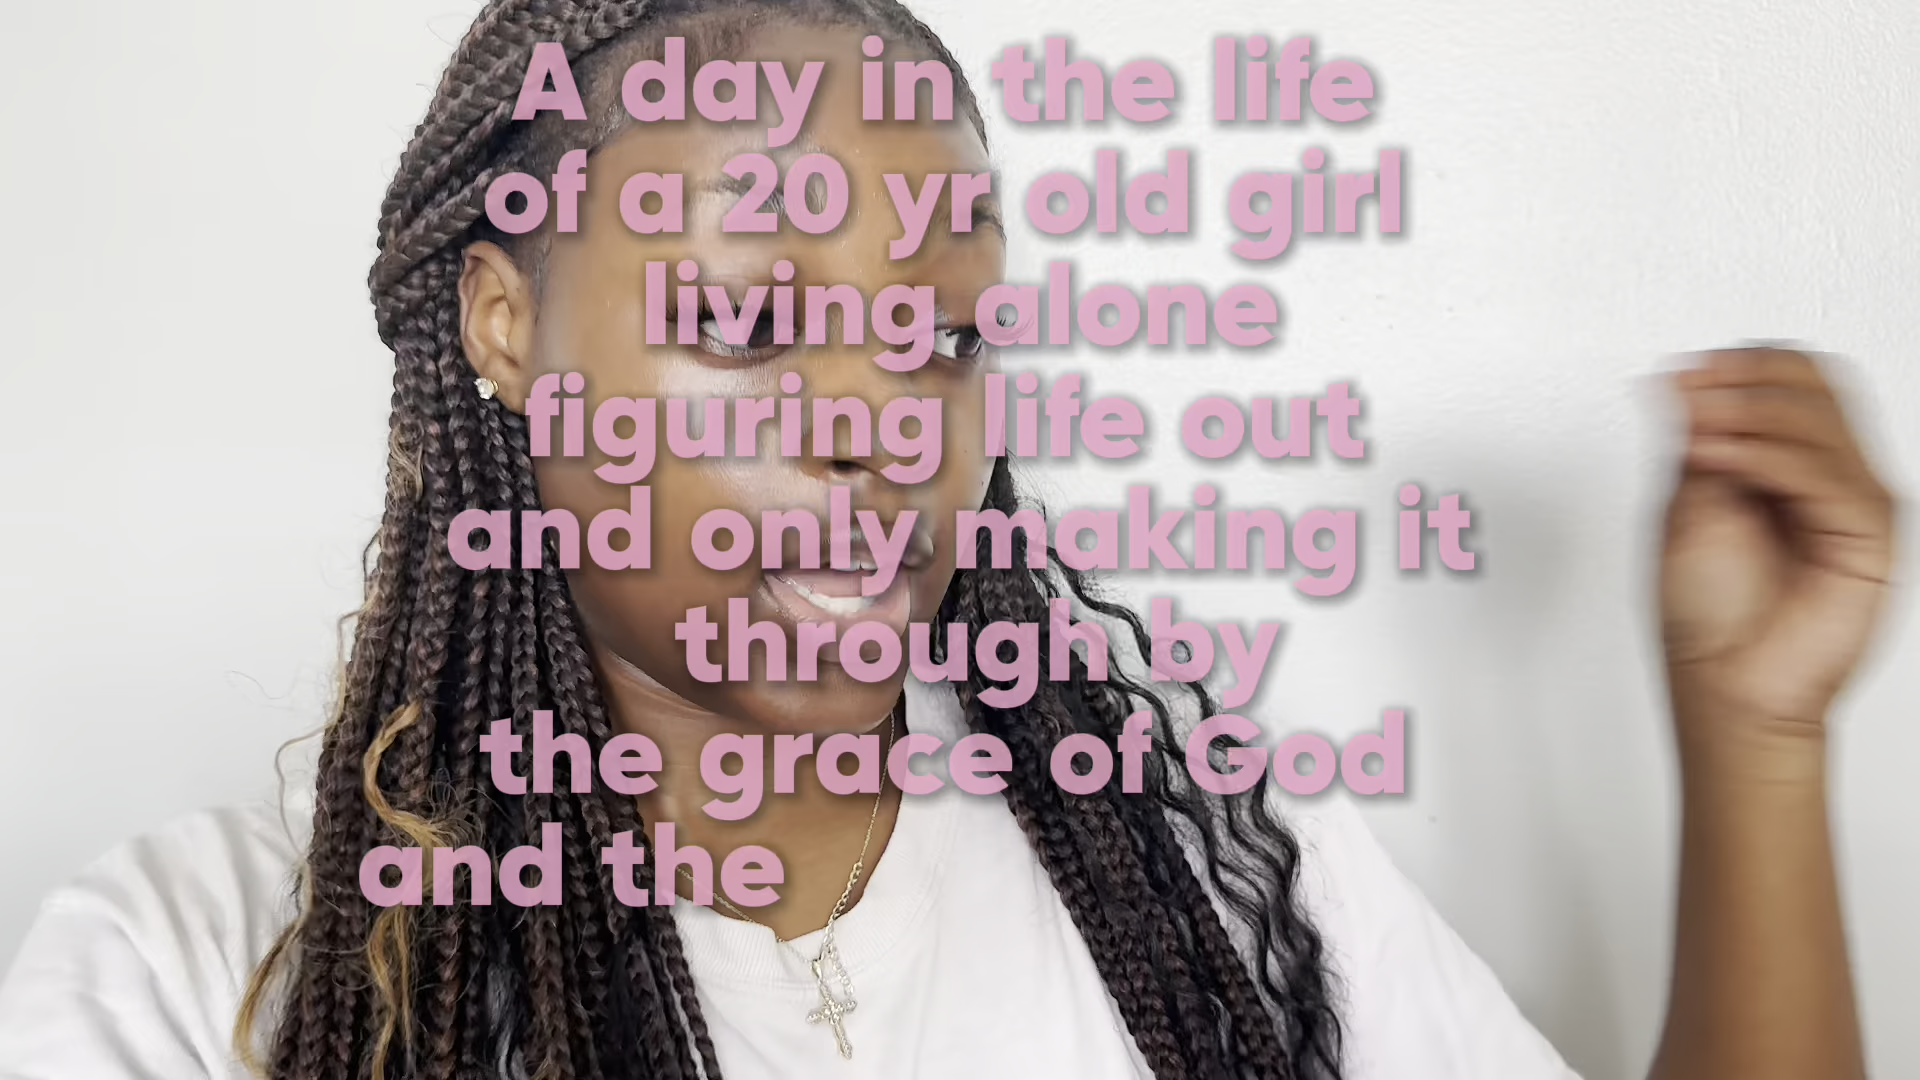 A day in the life
of a 20 yr old girl
living alone
figuring life out
and only making it
through by
the grace of God
and the